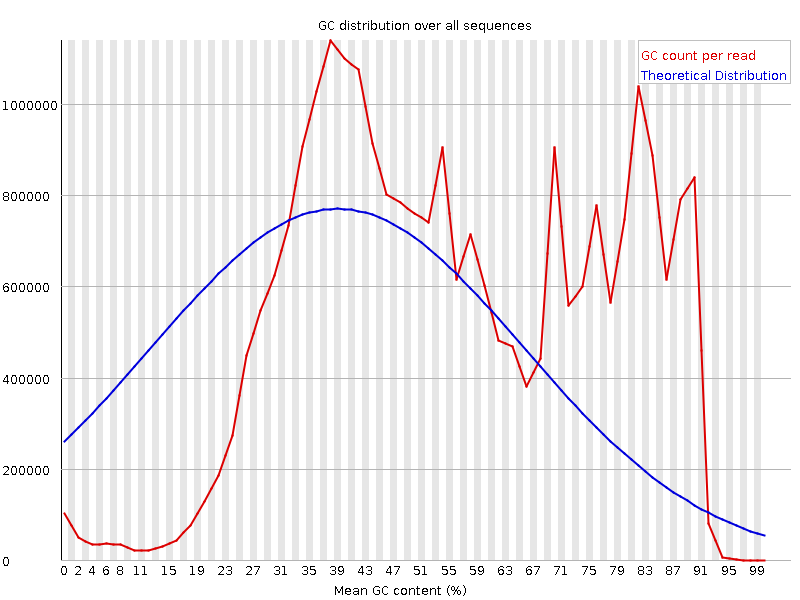 GC distribution over all sequences
GC count per read
Theoretical Distribution
1000000
800000
600000
400000
200000
0
0 2 4 6 8 11 15 19 23 27 31 35 39 43 47 51 55 59 63 67 71 75 79 83 87 91 95 99
Mean GC content (%)